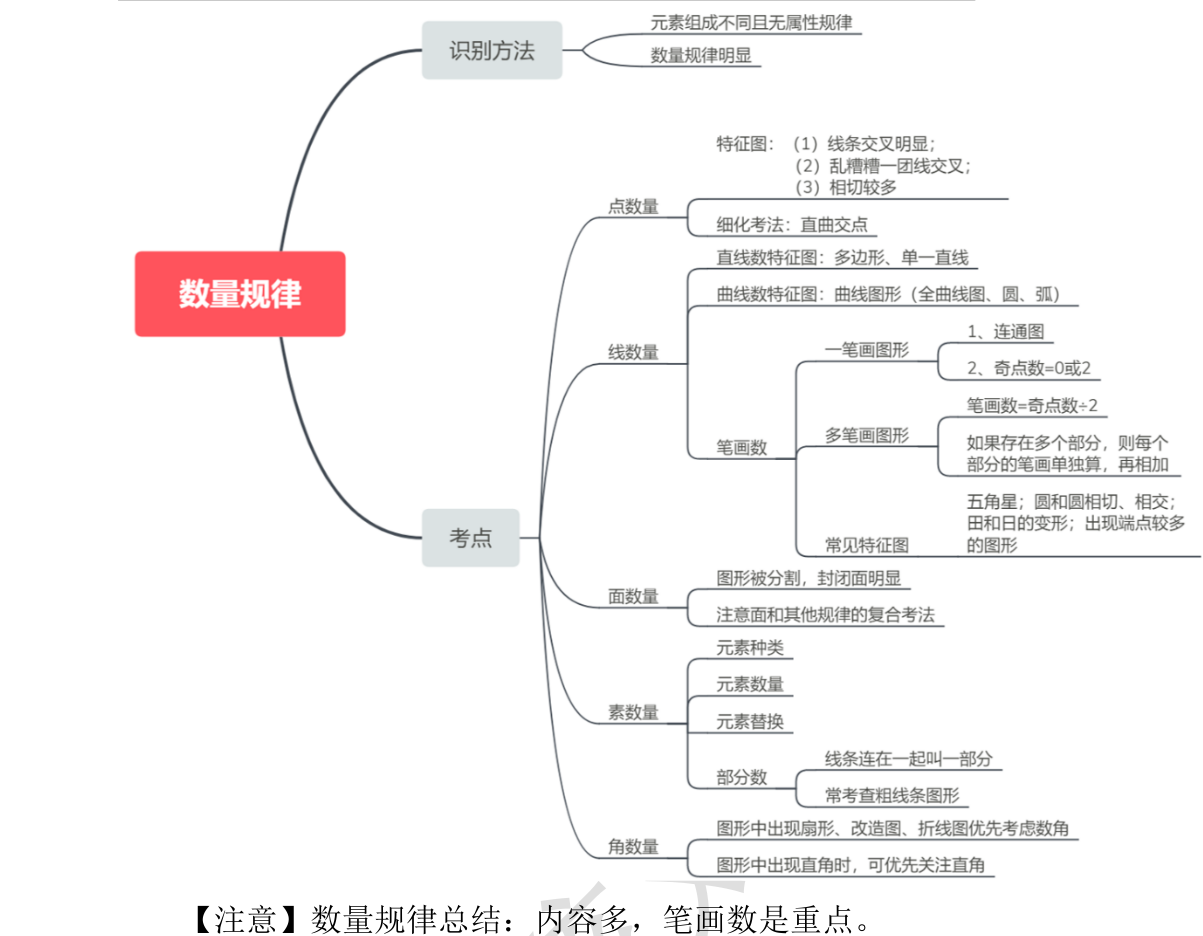 数量规律
识别方法
元素组成不同且无属性规律
数量规律明显
考点
点数量
特征图：（1）线条交叉明显；
（2）乱糟糟一团线交叉；
（3）相切较多
细化考法：直曲交点
线数量
直线数特征图：多边形、单一直线
曲线数特征图：曲线图形（全曲线图、圆、弧）
笔画数
一笔画图形
1、连通图
2、奇点数=0或2
多笔画图形
笔画数=奇点数÷2
如果存在多个部分，则每个
部分的笔画单独算，再相加
常见特征图
五角星；圆和圆相切、相交；
田和日的变形；出现端点较多
的图形
面数量
图形被分割，封闭面明显
注意面和其他规律的复合考法
素数量
元素种类
元素数量
元素替换
部分数
线条连在一起叫一部分
常考查粗线条图形
角数量
图形中出现扇形、改造图、折线图优先考虑数角
图形中出现直角时，可优先关注直角
【注意】数量规律总结：内容多，笔画数是重点。